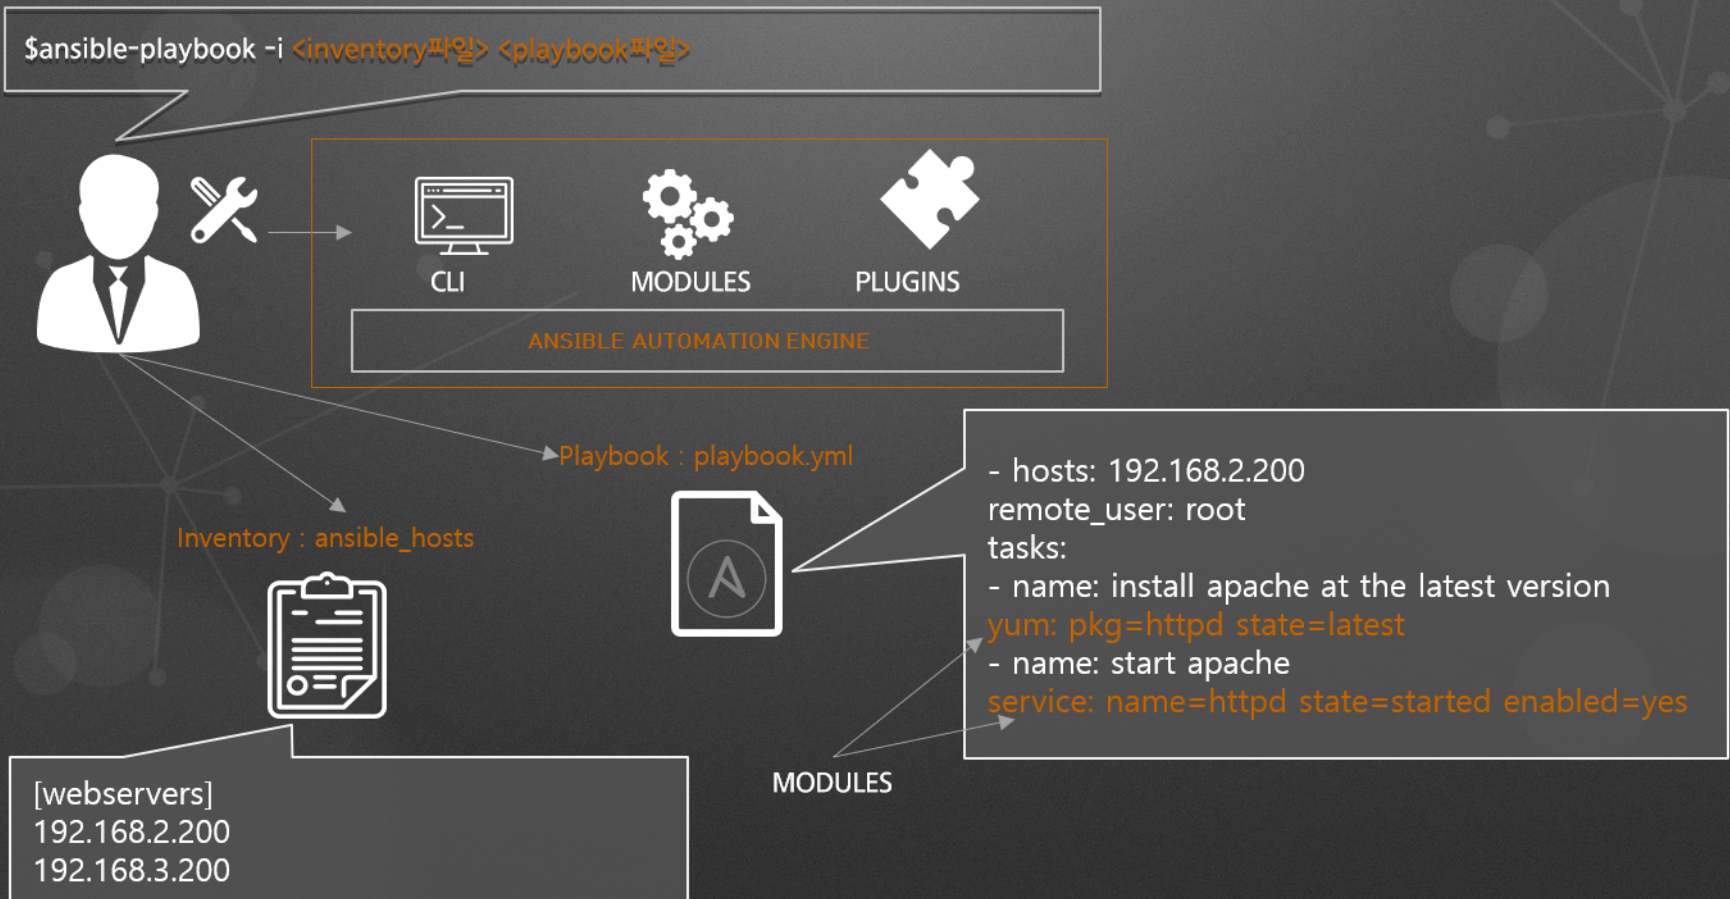 $ansible-playbook -i <inventory파일> <playbook파일>
CLI
MODULES
PLUGINS
ANSIBLE AUTOMATION ENGINE
Playbook : playbook.yml
Inventory : ansible_hosts
- hosts: 192.168.2.200
remote_user: root
tasks:
- name: install apache at the latest version
yum: pkg=httpd state=latest
- name: start apache
service: name=httpd state=started enabled=yes
MODULES
[webservers]
192.168.2.200
192.168.3.200